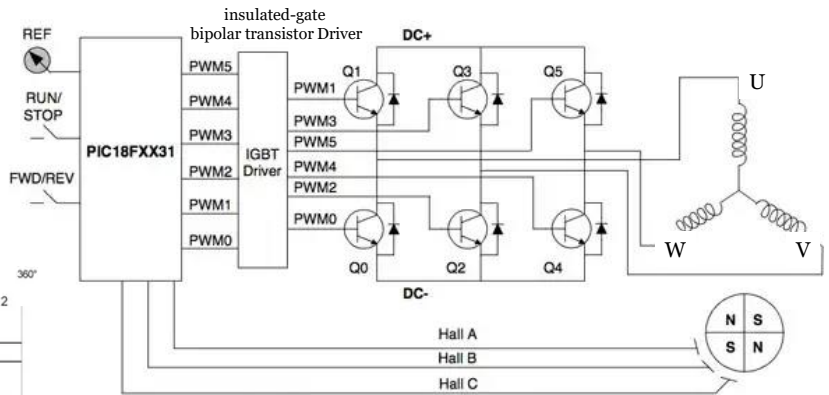 insulated-gate
bipolar transistor Driver
REF
DC+
PWM5
Q1
Q3
Q5
U
PWM1
RUN/
STOP
PWM4
PWM3
PWM3
PWM5
PIC18FXX31
IGBT
Driver
PWM4
FWD/REV
PWM2
PWM2
PWM1
PWM0
PWM0
W
V
Q0
Q2
Q4
360°
DC-
2
N
S
S
N
Hall A
Hall B
Hall C